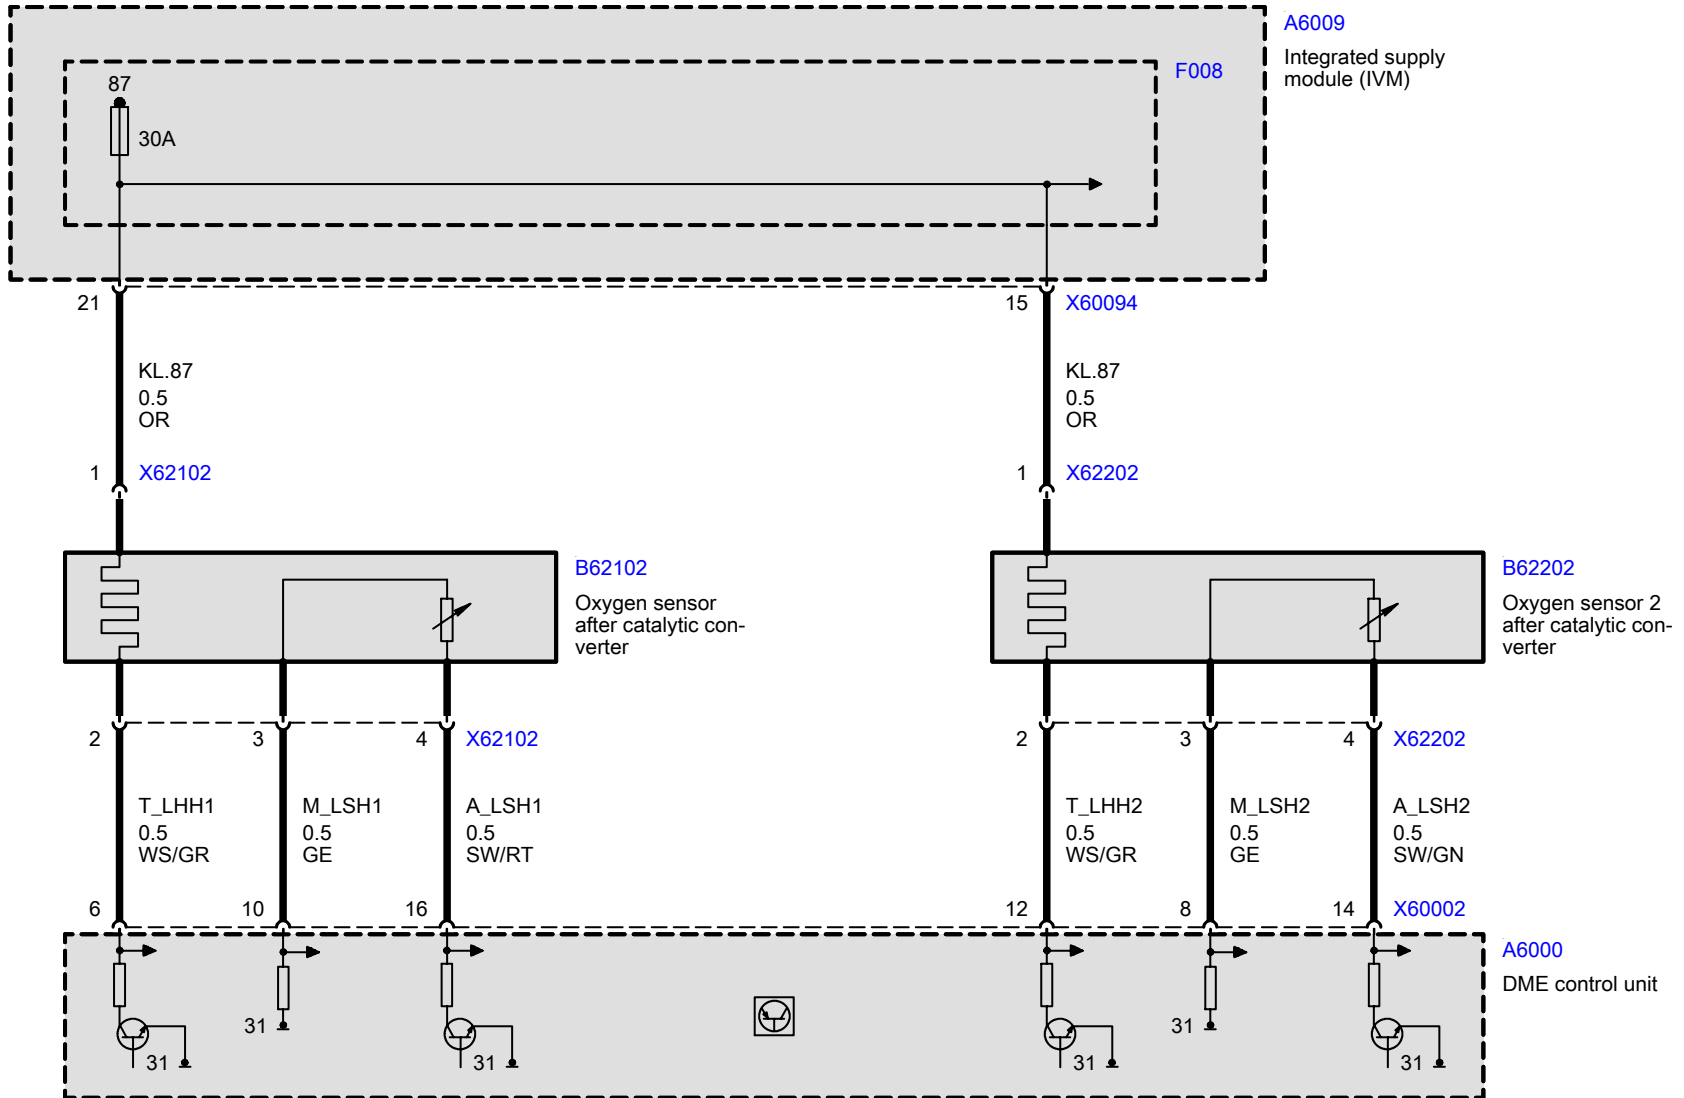 A6009
Integrated supply
module (IVM)
F008
87
30A
21
15
X60094
KL.87
0.5
OR
KL.87
0.5
OR
1
X62102
1
X62202
B62102
Oxygen sensor
after catalytic con-
verter
B62202
Oxygen sensor 2
after catalytic con-
verter
2
3
4
X62102
2
3
4
X62202
T_LHH1
0.5
WS/GR
M_LSH1
0.5
GE
A_LSH1
0.5
SW/RT
T_LHH2
0.5
WS/GR
M_LSH2
0.5
GE
A_LSH2
0.5
SW/GN
6
10
16
12
8
14
X60002
A6000
DME control unit
31
31
31
31
31
31